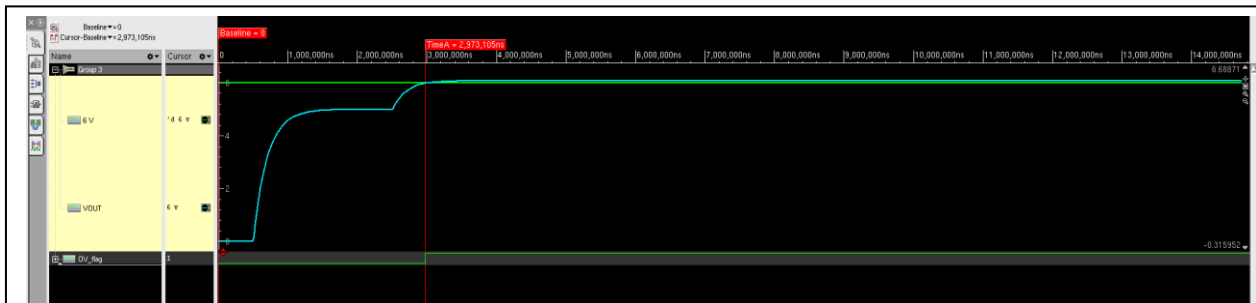 Baseline▼=0
Cursor-Baseline▼=2,973,105ns
Baseline = 0
TimeA = 2,973,105ns
Name
Cursor
0
1,000,000ns
2,000,000ns
3,000,000ns
4,000,000ns
5,000,000ns
6,000,000ns
7,000,000ns
8,000,000ns
9,000,000ns
10,000,000ns
11,000,000ns
12,000,000ns
13,000,000ns
14,000,000ns
Group 3
6.68871
6
6 V
'd 6 v
4
2
VOUT
6 v
0
-0.315952
OV_flag
1